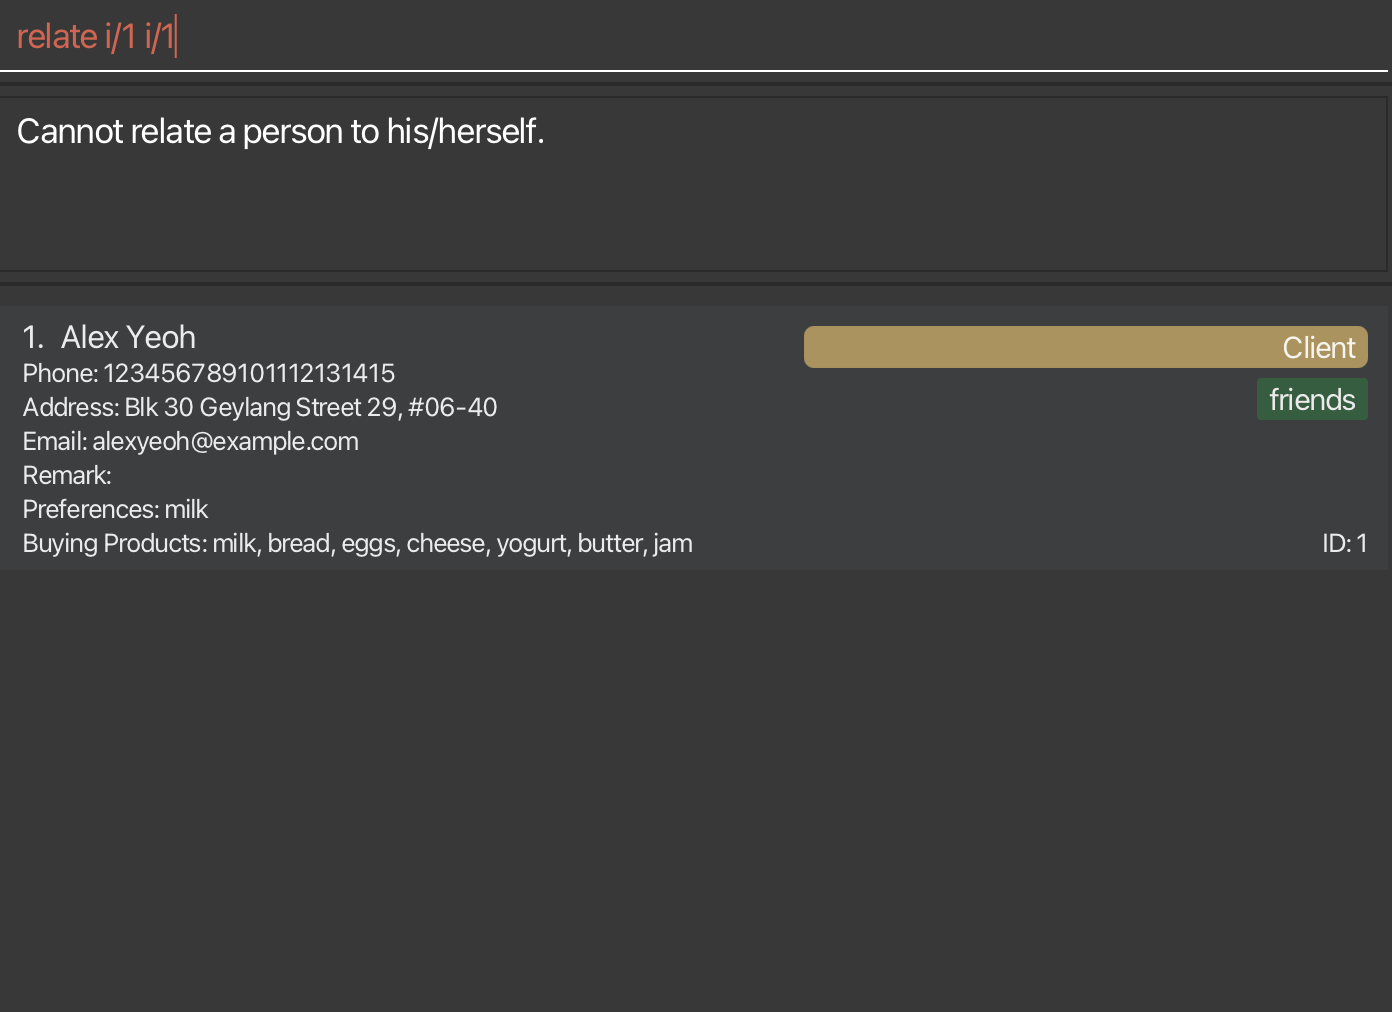 relate i/1 i/1
Cannot relate a person to his/herself.
1. Alex Yeoh
Client
Phone: 123456789101112131415
friends
Address: Blk 30 Geylang Street 29, #06-40
Email: alexyeoh@example.com
Remark:
Preferences: milk
Buying Products: milk, bread, eggs, cheese, yogurt, butter, jam
ID: 1